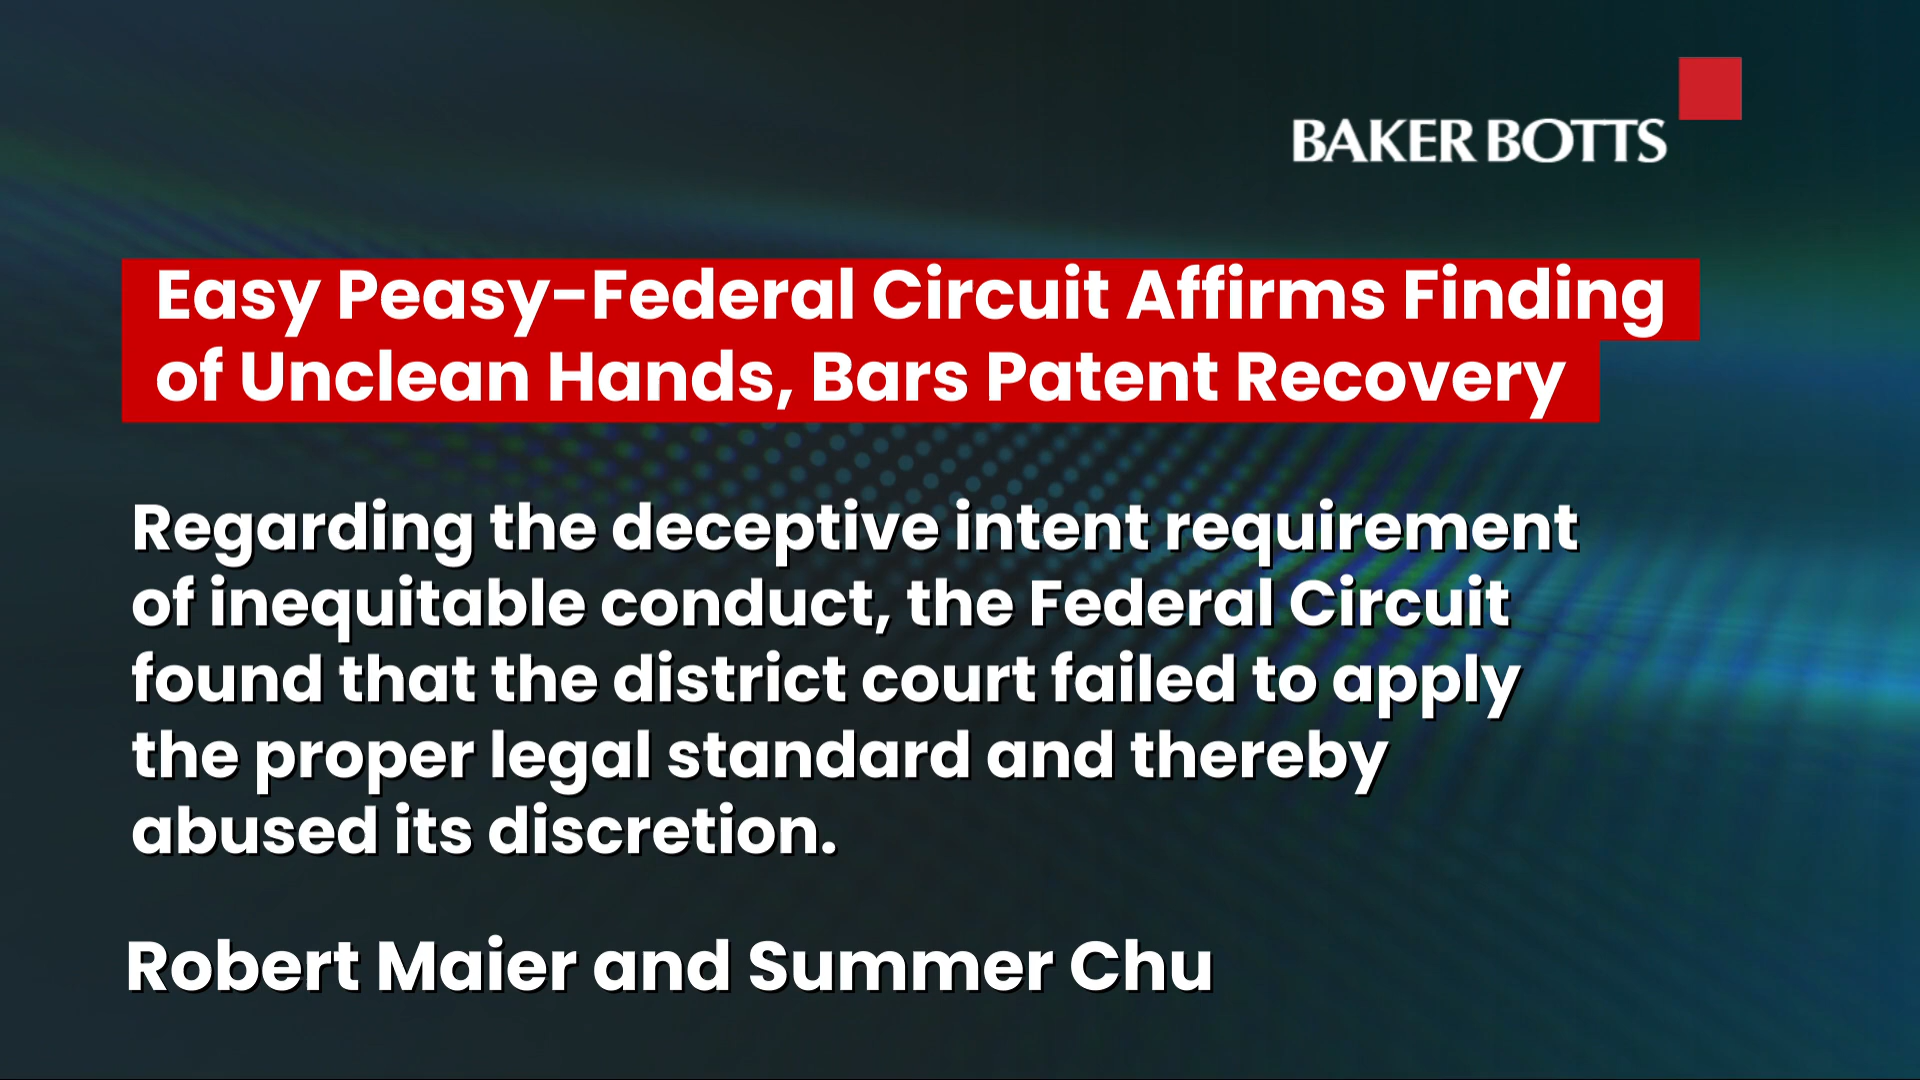 BAKER BOTTS
Easy Peasy-Federal Circuit Affirms Finding
of Unclean Hands, Bars Patent Recovery
Regarding the deceptive intent requirement
of inequitable conduct, the Federal Circuit
found that the district court failed to apply
the proper legal standard and thereby
abused its discretion.
Robert Maier and Summer Chu